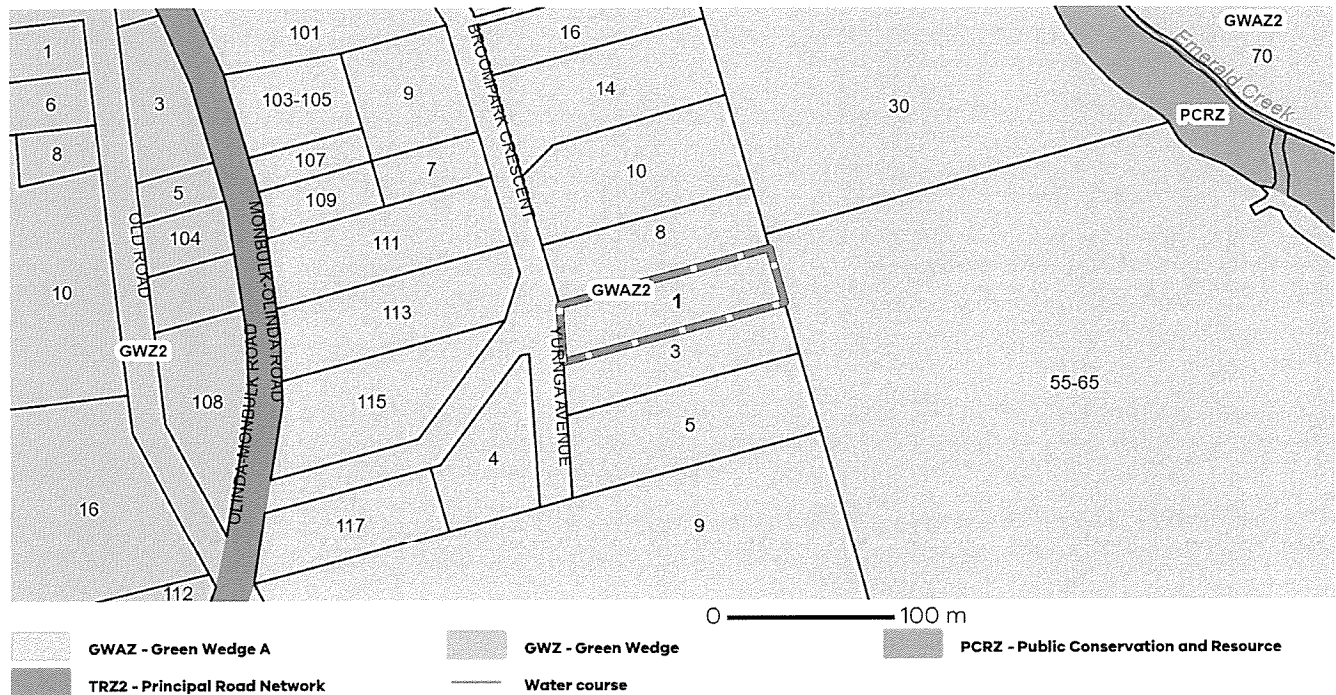 1
6
8
3
5
104
10
OLD ROAD
GWZ2
108
16
112
101
103-105
9
107
7
109
111
113
115
117
4
MONBULK-OLINDA ROAD
OLINDA-MONBULK ROAD
BROOMPARK CRESCENT
YURNGA AVENUE
16
14
10
8
GWAZ2
1
3
5
9
30
55-65
PCRZ
GWAZ2
70
Emerald Creek
0 100 m
GWAZ - Green Wedge A
GWZ - Green Wedge
PCRZ - Public Conservation and Resource
TRZ2 - Principal Road Network
Water course